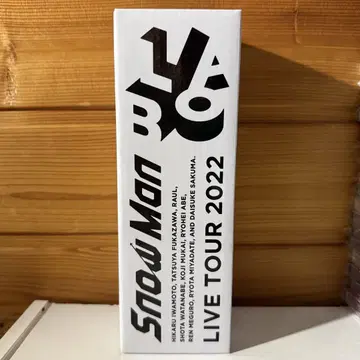 Snow Man
HIKARU IWAMOTO, TATSUYA FUKAZAWA, RAUL,
SHOTA WATANABE, KOJI MUKAI, RYOHEI ABE,
REN MEGURO, RYOTA MIYADATE, AND DAISUKE SAKUMA.
LIVE TOUR 2022